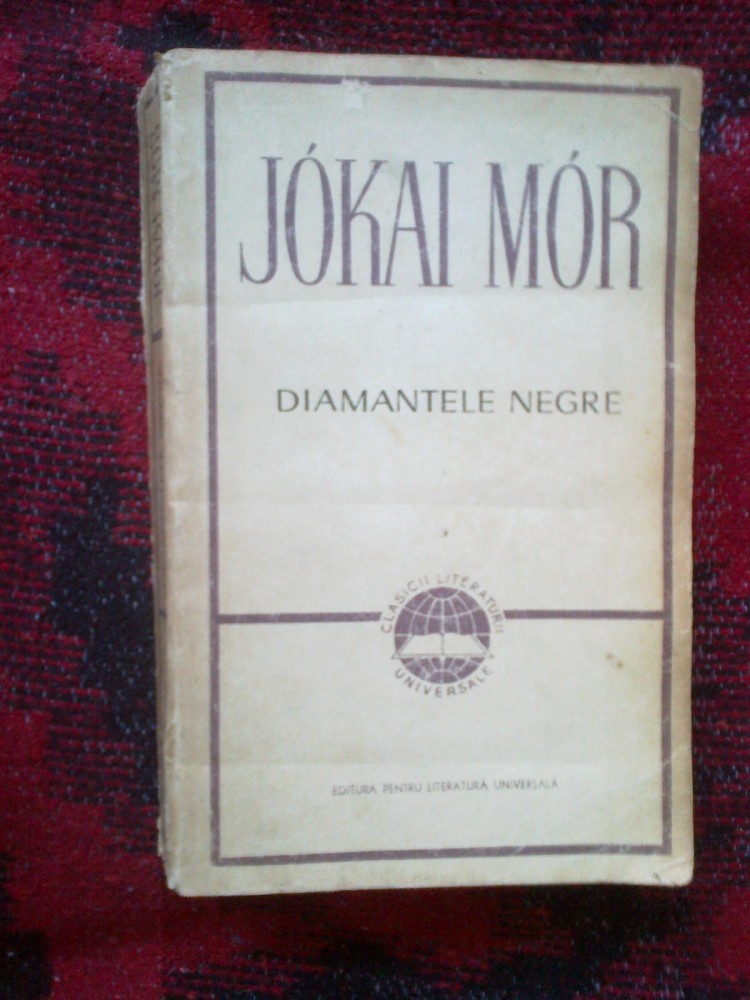 JÓKAI MÓR
DIAMANTELE NEGRE
CLASICII LITERATURII
UNIVERSALE
EDITURA PENTRU LITERATURĂ UNIVERSALĂ